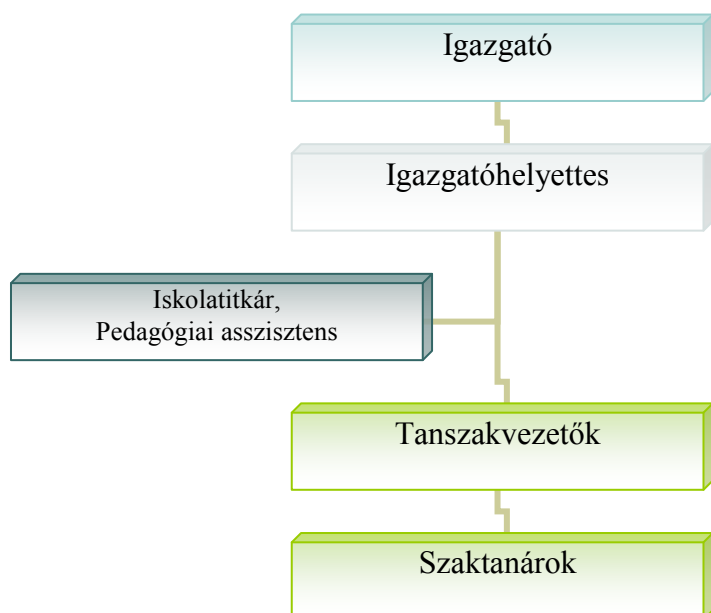 Igazgató
Igazgatóhelyettes
Iskolatitkár,
Pedagógiai asszisztens
Tanszakvezetők
Szaktanárok